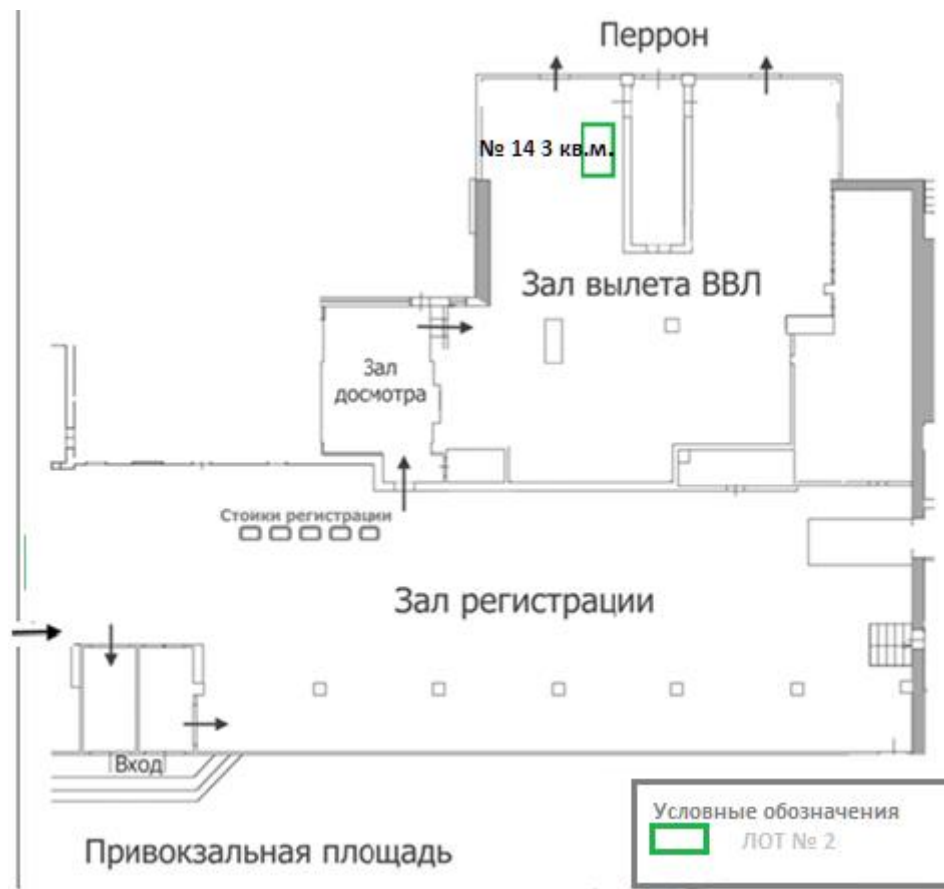 Перрон
№ 14 3 кв.м.
Зал вылета ВВЛ
Зал
досмотра
Стойки регистрации
Зал регистрации
Вход
Привокзальная площадь
Условные обозначения
ЛОТ № 2